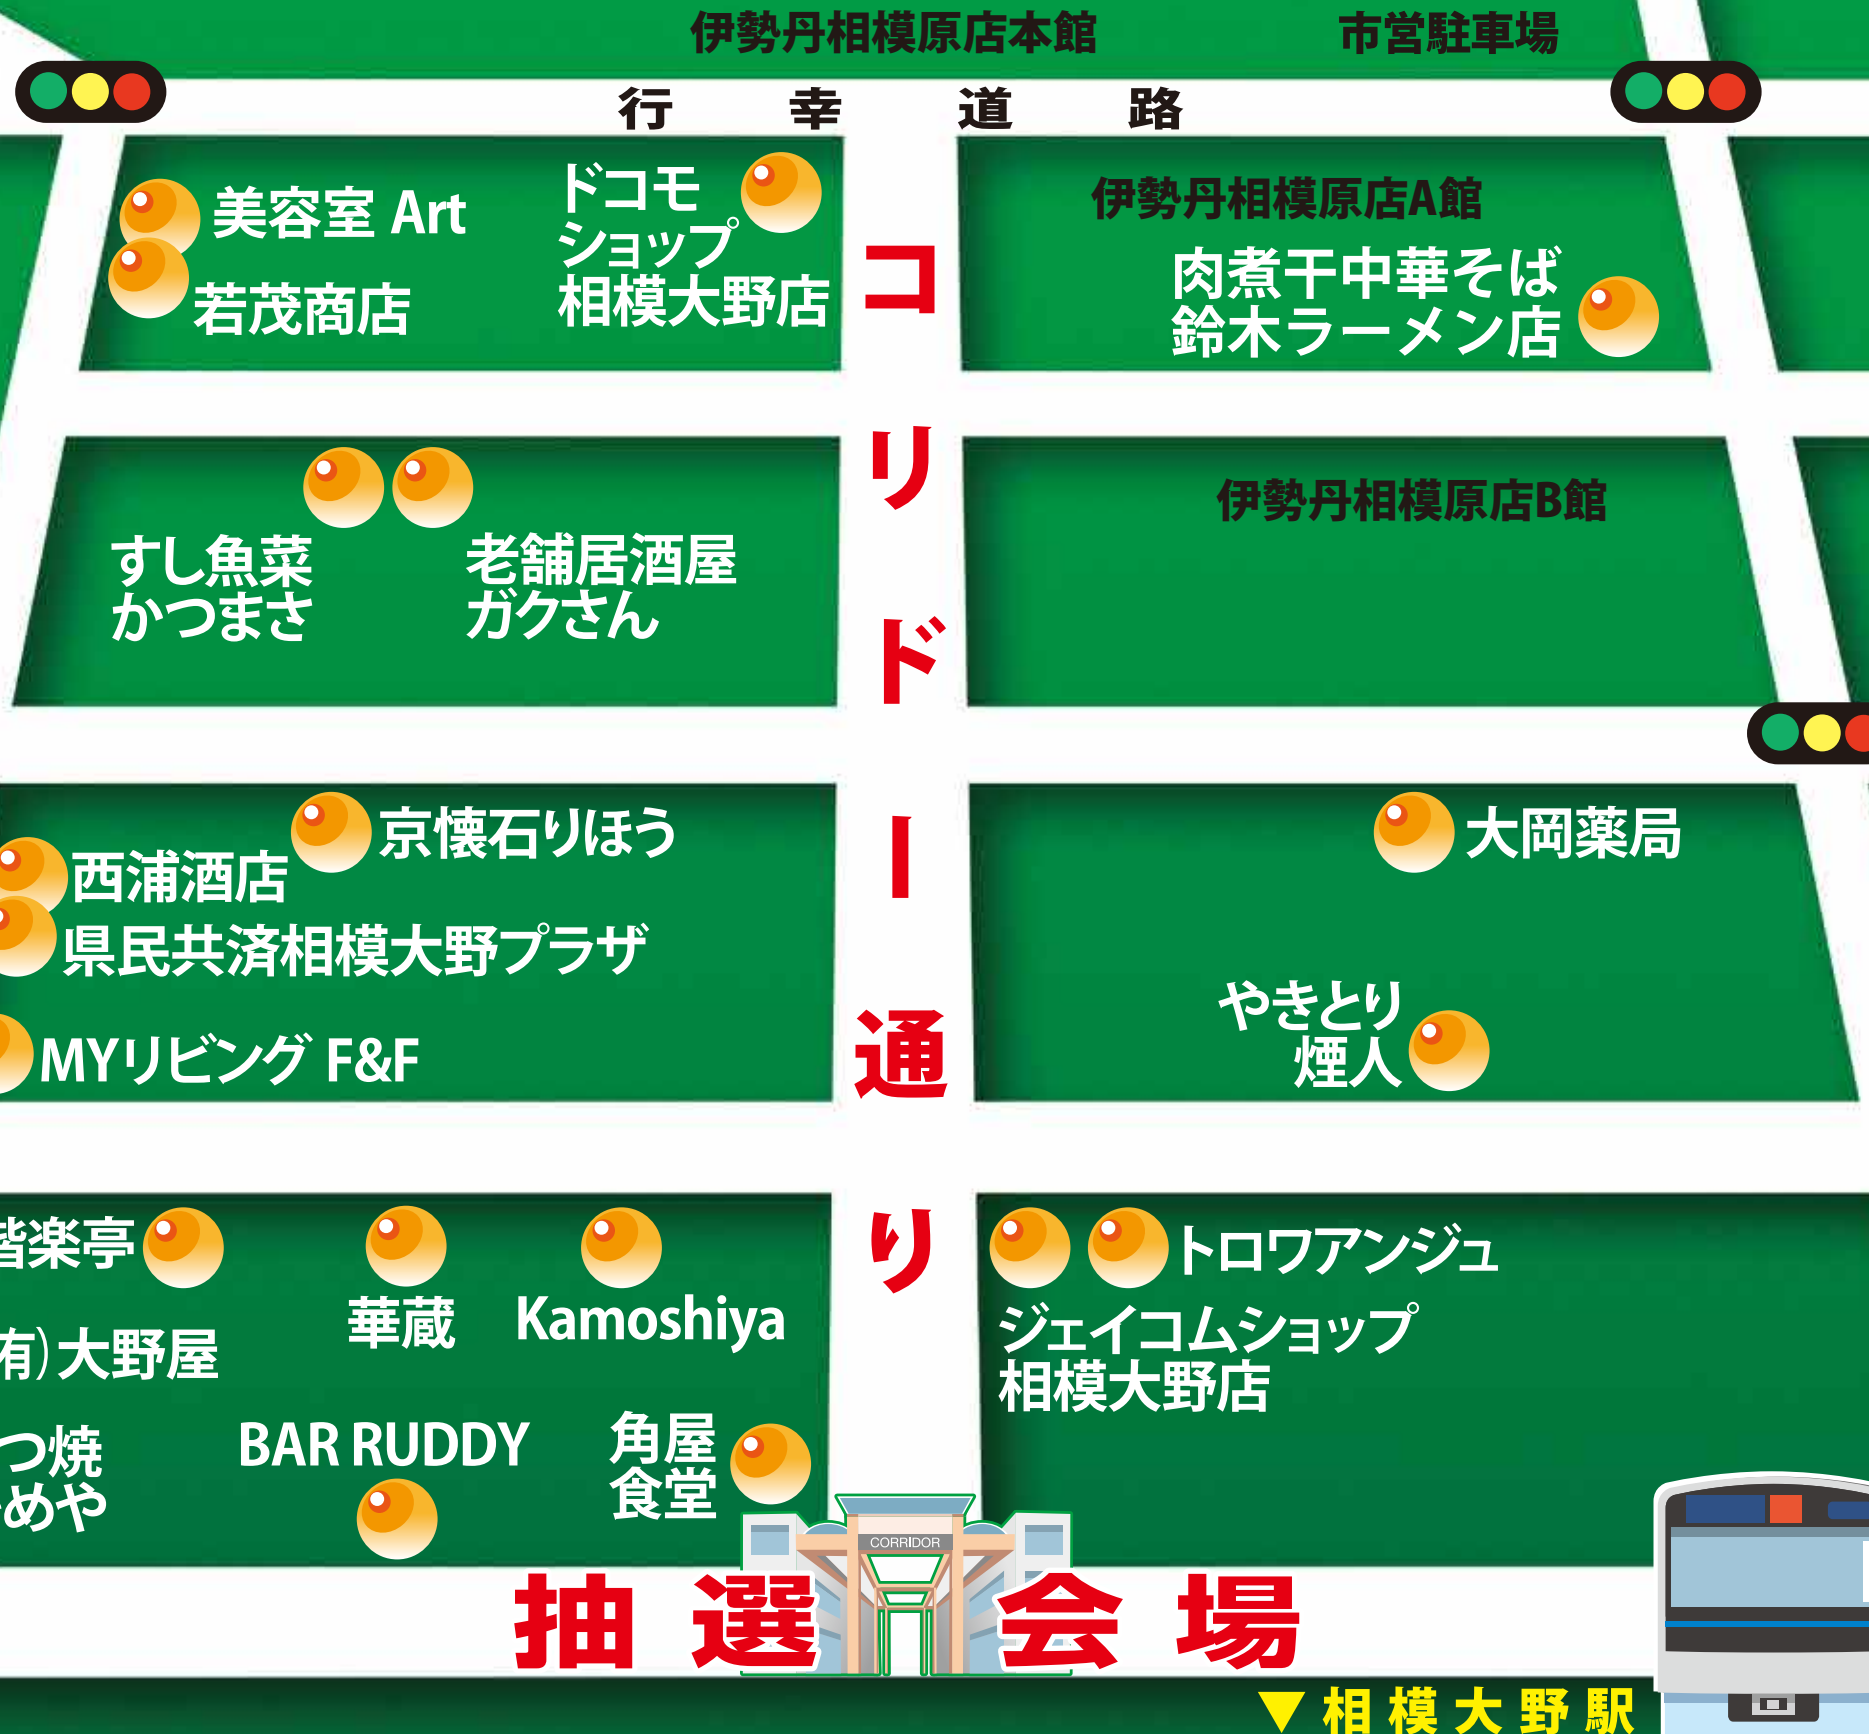 伊勢丹相模原店本館
市営駐車場
行幸道路
美容室 Art
若茂商店
ドコモ
ショップ
相模大野店
伊勢丹相模原店A館
肉煮干中華そば
鈴木ラーメン店
コリドー通り
すし魚菜
かつまさ
老舗居酒屋
ガクさん
伊勢丹相模原店B館
京懐石りほう
西浦酒店
県民共済相模大野プラザ
MYリビング F&F
大岡薬局
やきとり
煙人
楽亭
有)大野屋
華蔵
Kamoshiya
つ焼
めや
BAR RUDDY
角屋
食堂
トロワアンジュ
ジェイコムショップ
相模大野店
CORRIDOR
抽選会場
▼相模大野駅